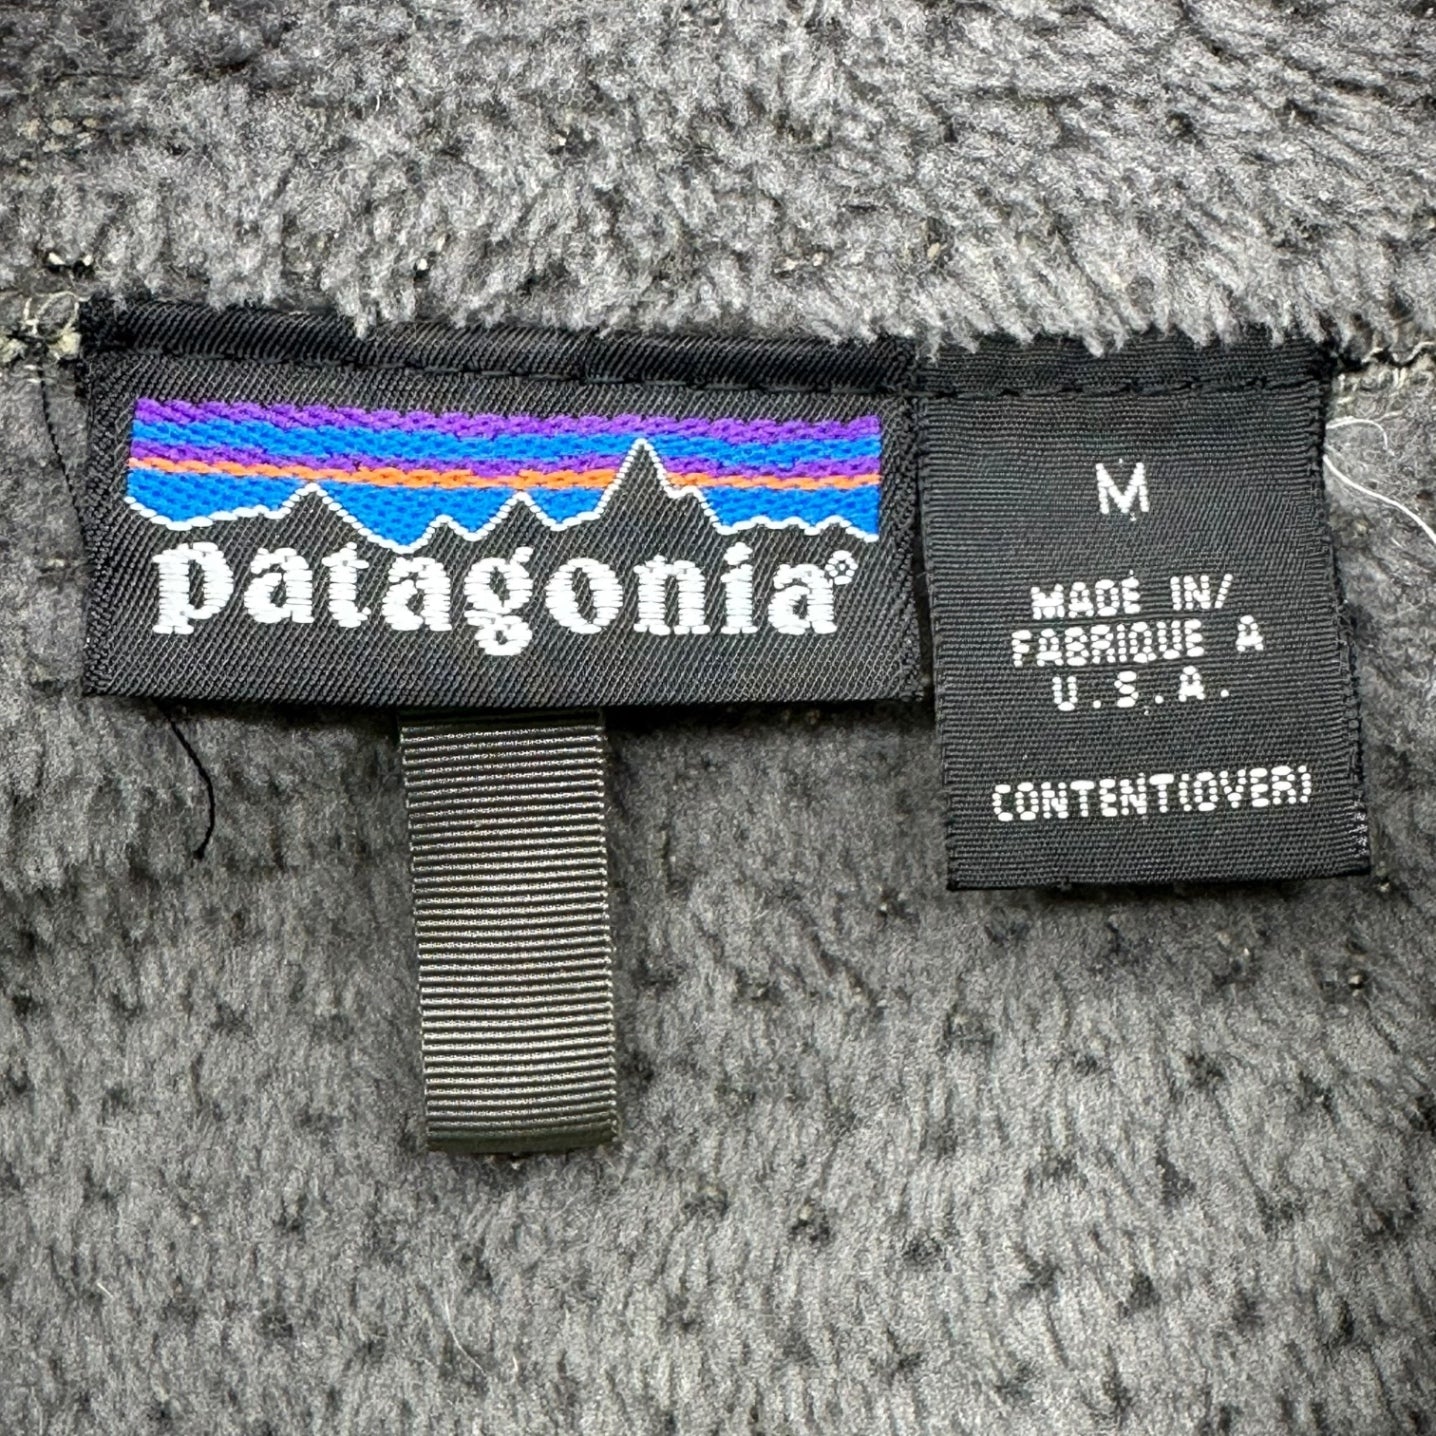 patagonia®
M
MADE IN/
FABRIQUE A
U.S.A.
CONTENT(OVER)